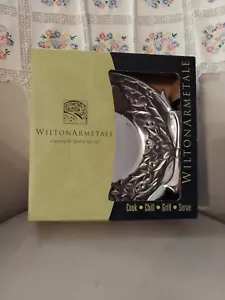 WILTONARMETALE
WILTONARMETALE
Cook • Chill • Grill • Serve